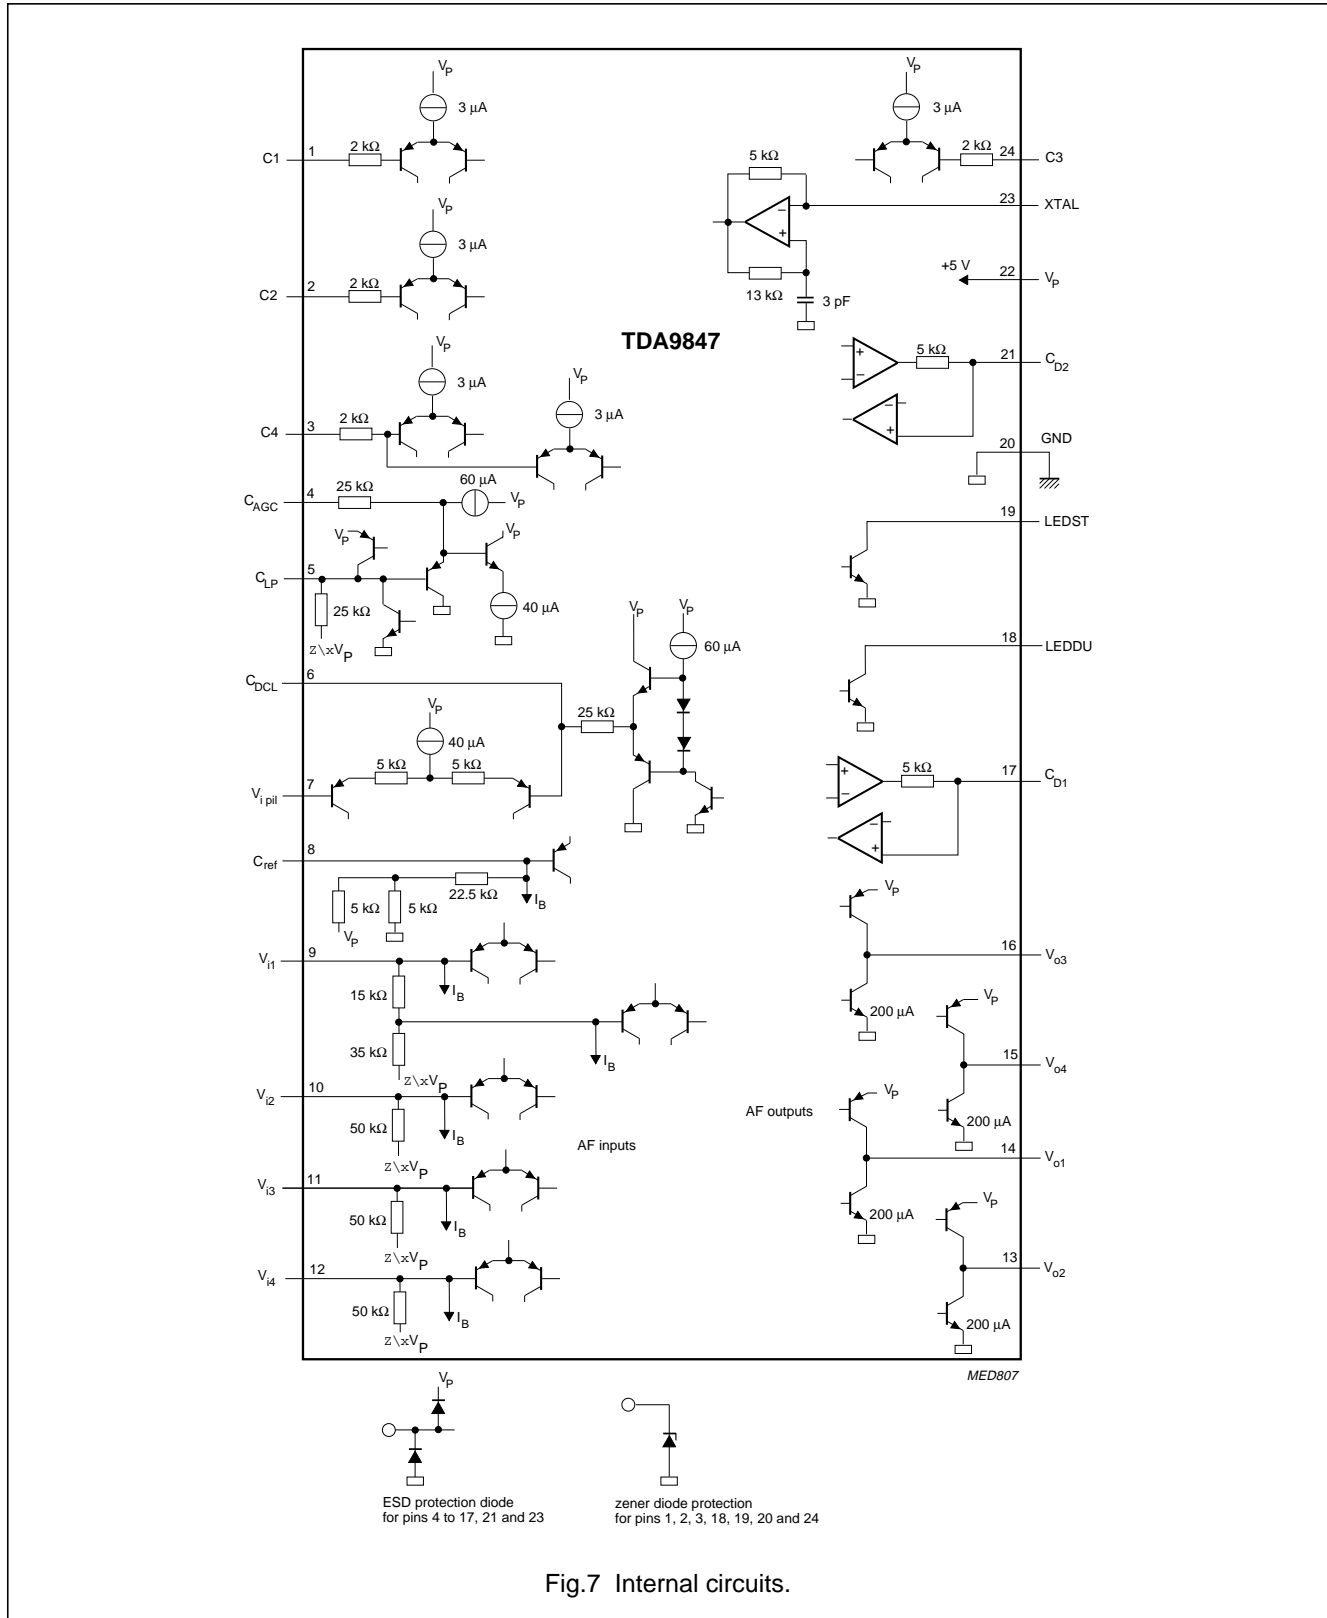 V_P
3 µA
2 kΩ
C1
1
V_P
3 µA
2 kΩ
24
C3
5 kΩ
−
+
23
XTAL
13 kΩ
3 pF
V_P
3 µA
2 kΩ
C2
2
+5 V
22
V_P
TDA9847
V_P
3 µA
2 kΩ
C4
3
V_P
3 µA
+
−
5 kΩ
21
C_D2
−
+
20
GND
C_AGC
4
25 kΩ
60 µA
V_P
19
LEDST
V_P
V_P
C_LP
5
25 kΩ
40 µA
Z\xV_P
V_P
V_P
60 µA
18
LEDDU
C_DCL
6
V_P
40 µA
25 kΩ
5 kΩ
5 kΩ
V_i pil
7
+
−
5 kΩ
17
C_D1
−
+
C_ref
8
22.5 kΩ
I_B
5 kΩ
5 kΩ
V_P
V_P
V_i1
9
15 kΩ
I_B
16
V_o3
35 kΩ
I_B
200 µA
V_P
Z\xV_P
15
V_o4
V_i2
10
50 kΩ
I_B
V_P
AF outputs
200 µA
AF inputs
Z\xV_P
14
V_o1
V_i3
11
50 kΩ
I_B
200 µA
V_P
Z\xV_P
13
V_o2
V_i4
12
50 kΩ
I_B
200 µA
Z\xV_P
MED807
V_P
ESD protection diode
for pins 4 to 17, 21 and 23
zener diode protection
for pins 1, 2, 3, 18, 19, 20 and 24
Fig.7 Internal circuits.